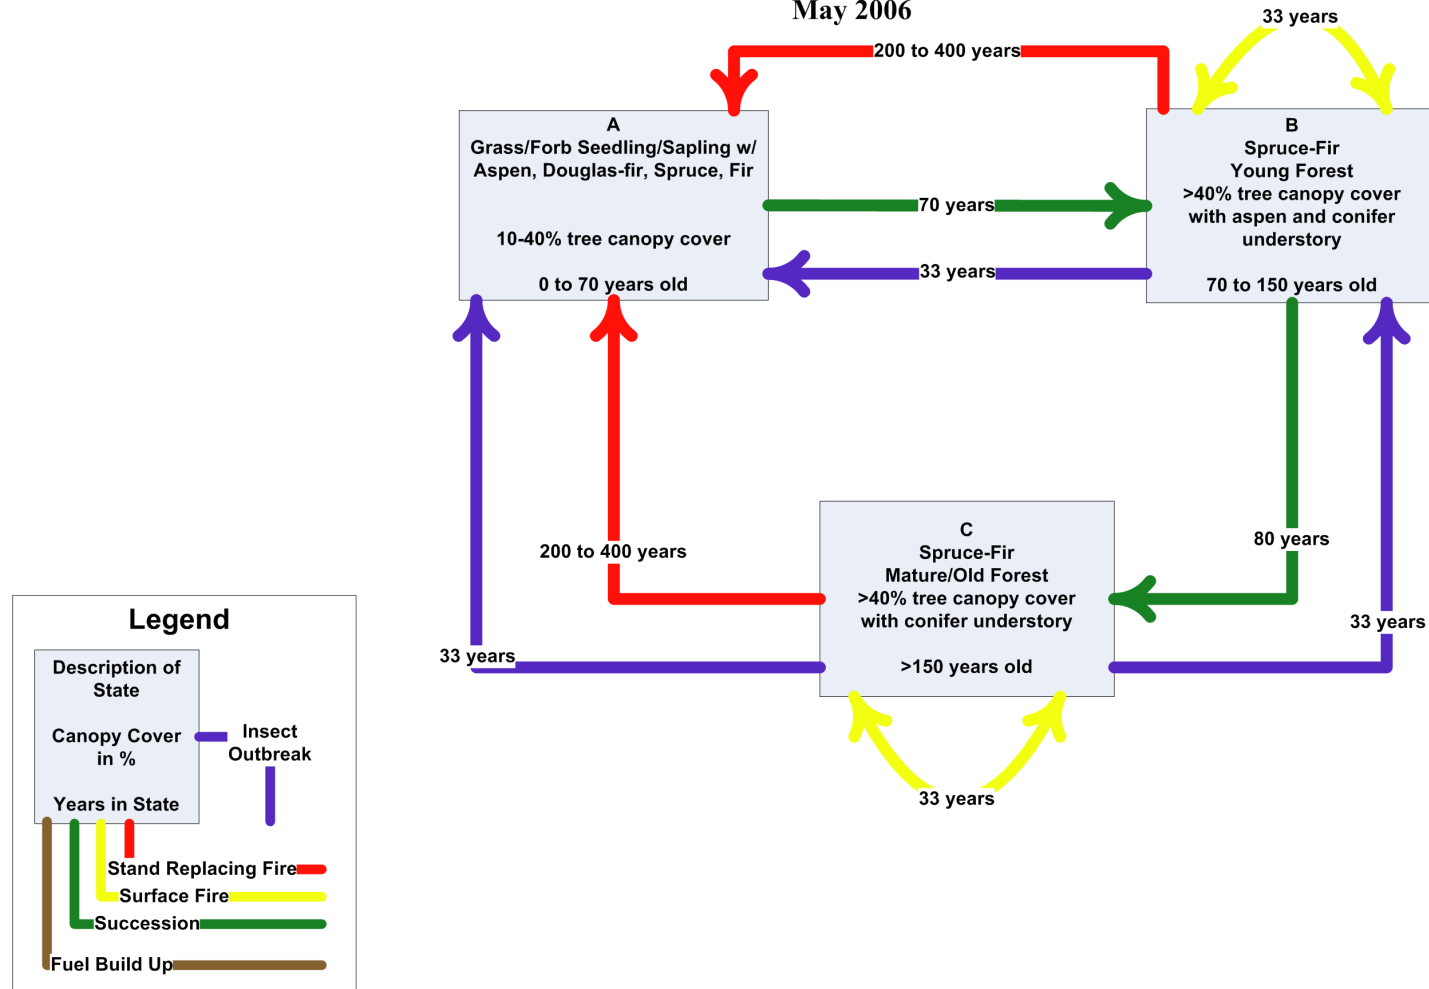 May 2006
33 years
200 to 400 years
A
Grass/Forb Seedling/Sapling w/
Aspen, Douglas-fir, Spruce, Fir
10-40% tree canopy cover
0 to 70 years old
70 years
33 years
B
Spruce-Fir
Young Forest
>40% tree canopy cover
with aspen and conifer
understory
70 to 150 years old
200 to 400 years
C
Spruce-Fir
Mature/Old Forest
>40% tree canopy cover
with conifer understory
>150 years old
80 years
33 years
33 years
33 years
Legend
Description of
State
Canopy Cover
in %
Years in State
Insect
Outbreak
Stand Replacing Fire
Surface Fire
Succession
Fuel Build Up